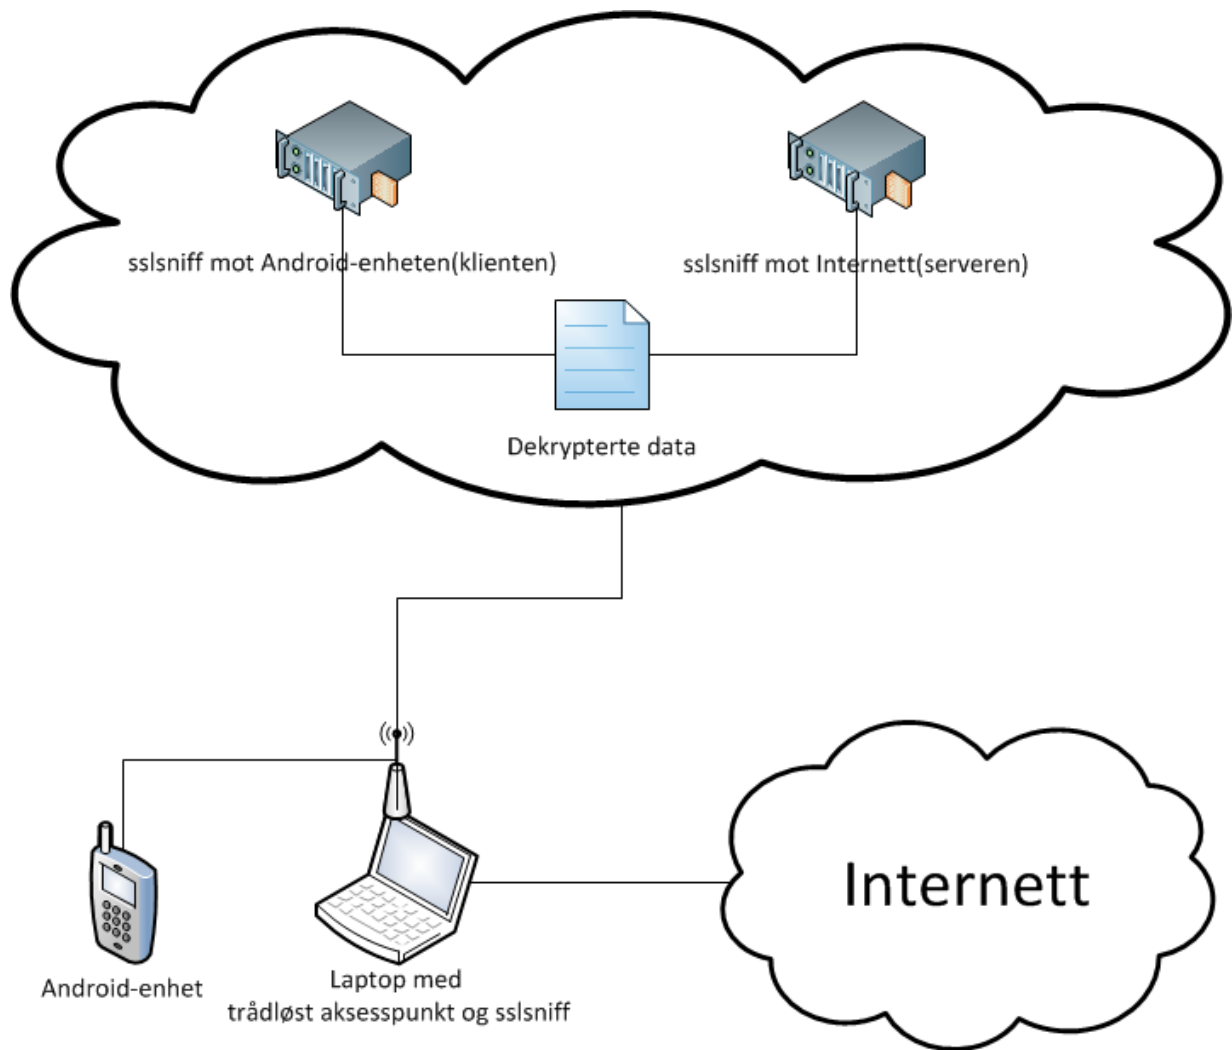 sslsniff mot Android-enheten(klienten)
sslsniff mot Internett(serveren)
Dekrypterte data
Internett
Android-enhet
Laptop med
trådløst aksesspunkt og sslsniff